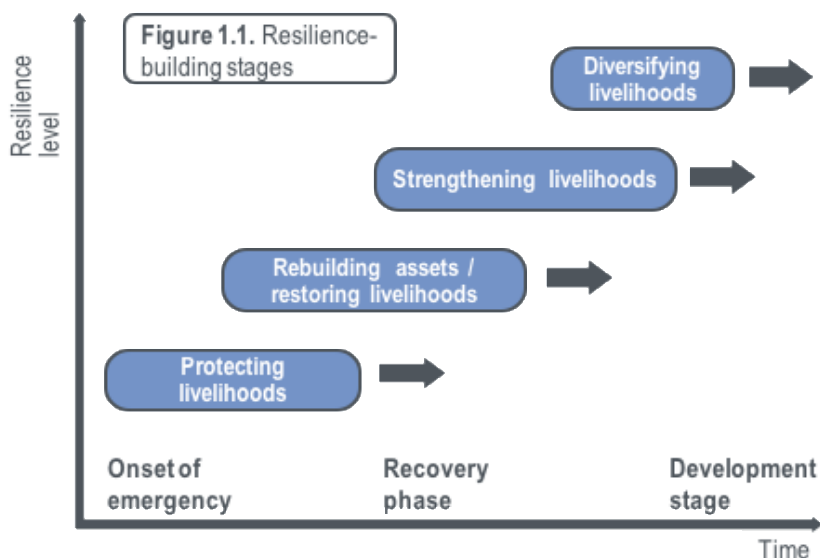 Figure 1.1. Resilience-
building stages
Resilience
level
Diversifying
livelihoods
Strengthening livelihoods
Rebuilding assets /
restoring livelihoods
Protecting
livelihoods
Onset of
emergency
Recovery
phase
Development
stage
Time